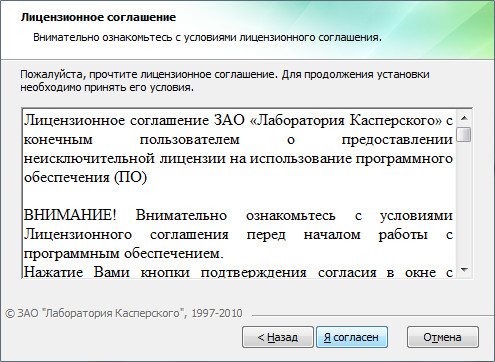 Лицензионное соглашение
Внимательно ознакомьтесь с условиями лицензионного соглашения.
Пожалуйста, прочтите лицензионное соглашение. Для продолжения установки
необходимо принять его условия.
Лицензионное соглашение ЗАО «Лаборатория Касперского» с
конечным пользователем о предоставлении
неисключительной лицензии на использование программного
обеспечения (ПО)
ВНИМАНИЕ! Внимательно ознакомьтесь с условиями
Лицензионного соглашения перед началом работы с
программным обеспечением.
Нажатие Вами кнопки подтверждения согласия в окне с
© ЗАО "Лаборатория Касперского", 1997-2010
< Назад Я согласен Отмена